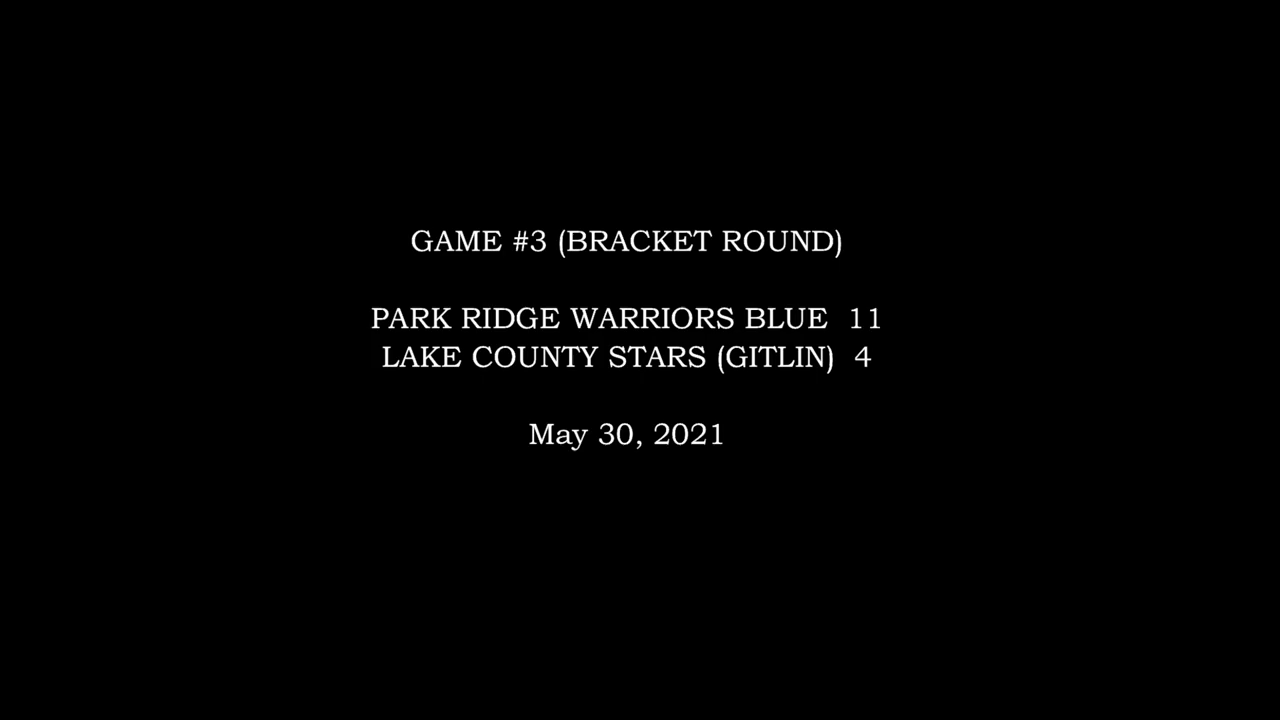 GAME #3 (BRACKET ROUND)
PARK RIDGE WARRIORS BLUE 11
LAKE COUNTY STARS (GITLIN) 4
May 30, 2021